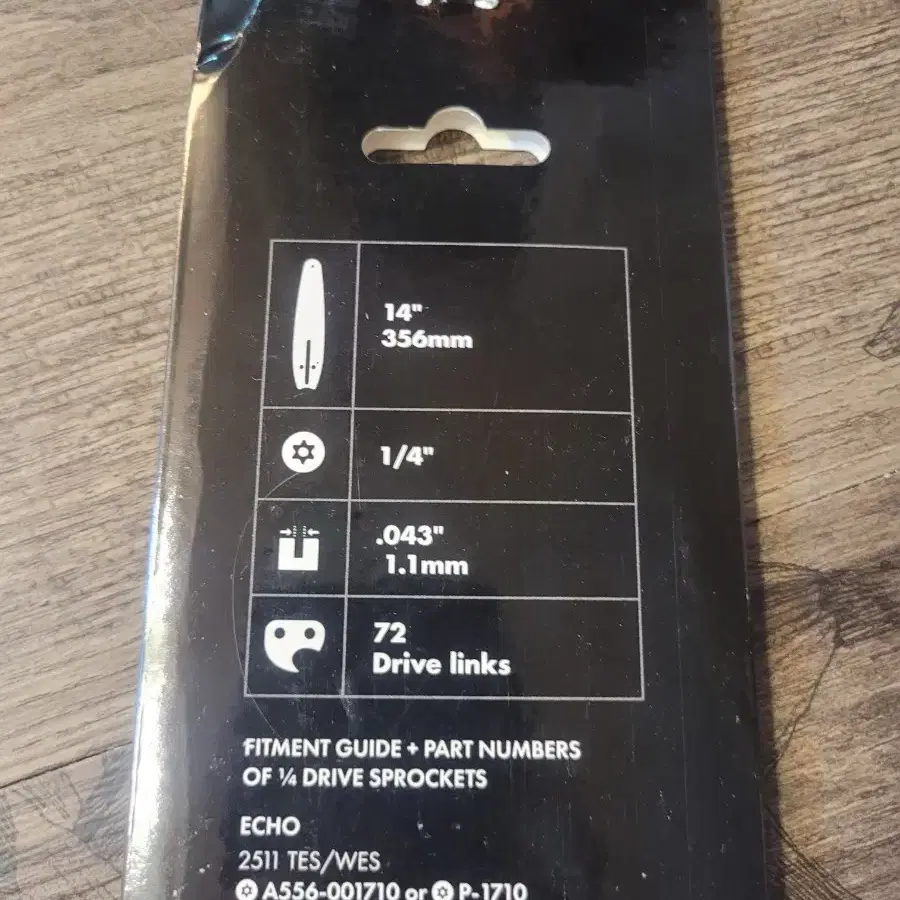 14"
356mm
1/4"
.043"
1.1mm
72
Drive links
FITMENT GUIDE + PART NUMBERS
OF ¼ DRIVE SPROCKETS
ECHO
2511 TES/WES
A556-001710 or P-1710